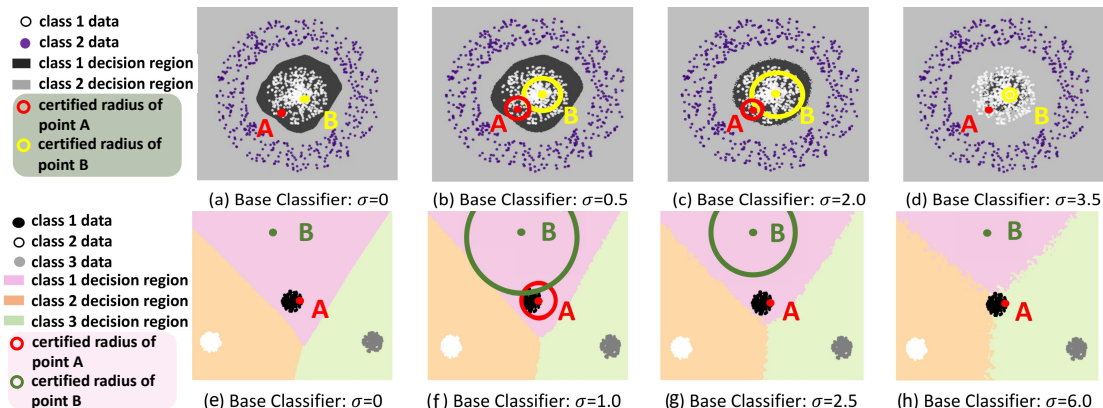 class 1 data
class 2 data
class 1 decision region
class 2 decision region
certified radius of
point A
certified radius of
point B
A B
A B
A B
A B
(a) Base Classifier: σ=0
(b) Base Classifier: σ=0.5
(c) Base Classifier: σ=2.0
(d) Base Classifier: σ=3.5
class 1 data
class 2 data
class 3 data
class 1 decision region
class 2 decision region
class 3 decision region
certified radius of
point A
certified radius of
point B
B
A
B
A
B
A
B
A
(e) Base Classifier: σ=0
(f) Base Classifier: σ=1.0
(g) Base Classifier: σ=2.5
(h) Base Classifier: σ=6.0